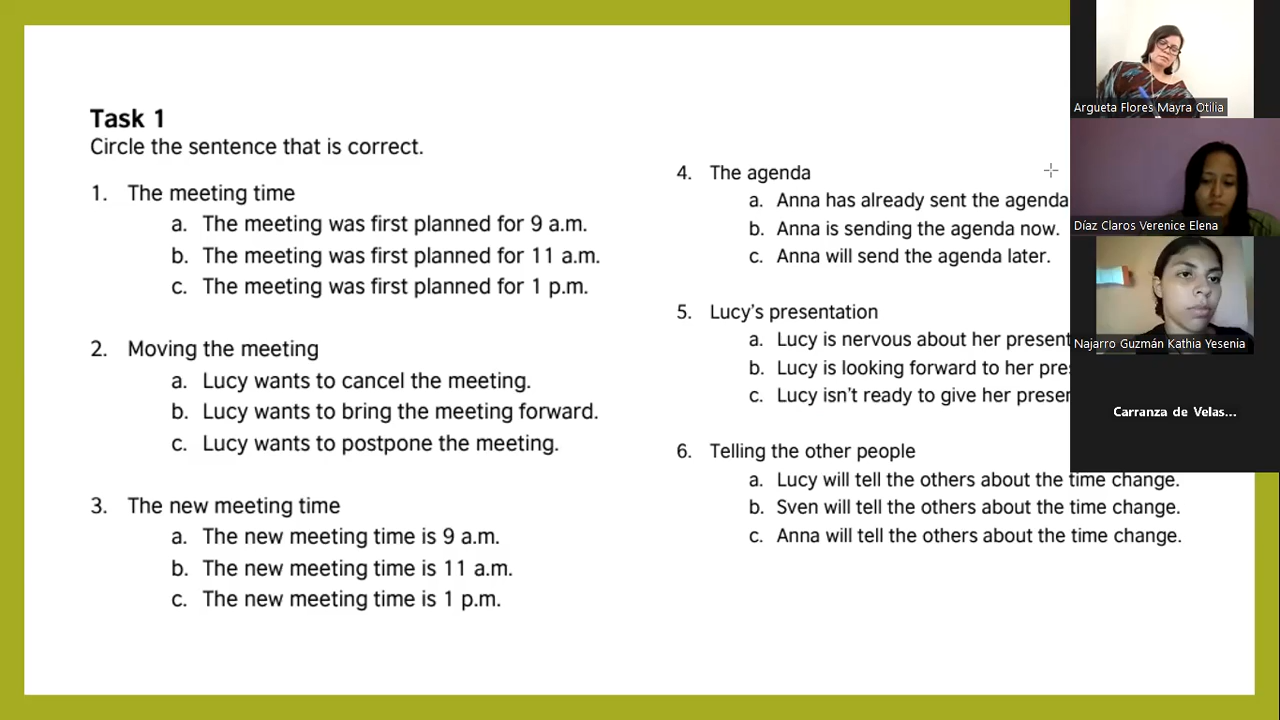 Task 1
Circle the sentence that is correct.
1. The meeting time
a. The meeting was first planned for 9 a.m.
b. The meeting was first planned for 11 a.m.
c. The meeting was first planned for 1 p.m.
2. Moving the meeting
a. Lucy wants to cancel the meeting.
b. Lucy wants to bring the meeting forward.
c. Lucy wants to postpone the meeting.
3. The new meeting time
a. The new meeting time is 9 a.m.
b. The new meeting time is 11 a.m.
c. The new meeting time is 1 p.m.
4. The agenda
a. Anna has already sent the agenda
b. Anna is sending the agenda now.
c. Anna will send the agenda later.
5. Lucy's presentation
a. Lucy is nervous about her present
b. Lucy is looking forward to her pre
c. Lucy isn't ready to give her presen
6. Telling the other people
a. Lucy will tell the others about the time change.
b. Sven will tell the others about the time change.
c. Anna will tell the others about the time change.
Argueta Flores Mayra Otilia
Díaz Claros Verenice Elena
Najarro Guzmán Kathia Yesenia
Carranza de Velas...